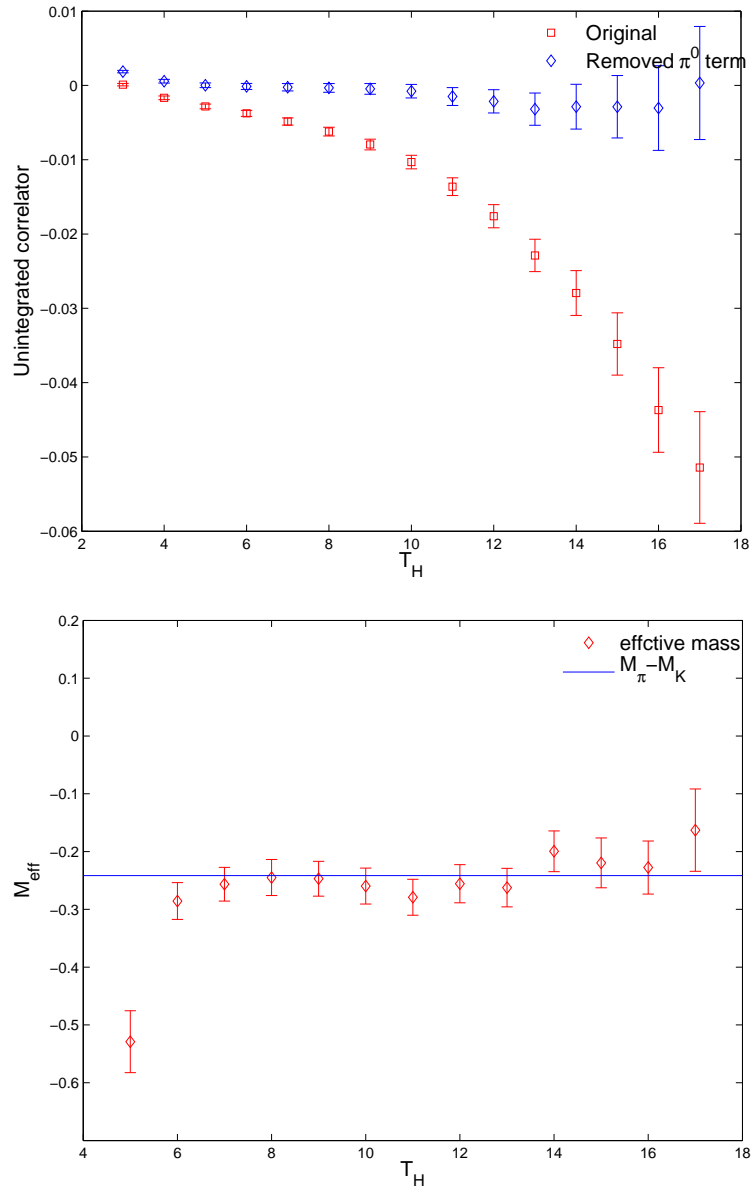 0.01
0
−0.01
−0.02
−0.03
−0.04
−0.05
−0.06
Unintegrated correlator
Original
Removed π⁰ term
2 4 6 8 10 12 14 16 18
T_H
0.2
0.1
0
−0.1
−0.2
−0.3
−0.4
−0.5
−0.6
M_eff
effctive mass
M_π−M_K
4 6 8 10 12 14 16 18
T_H